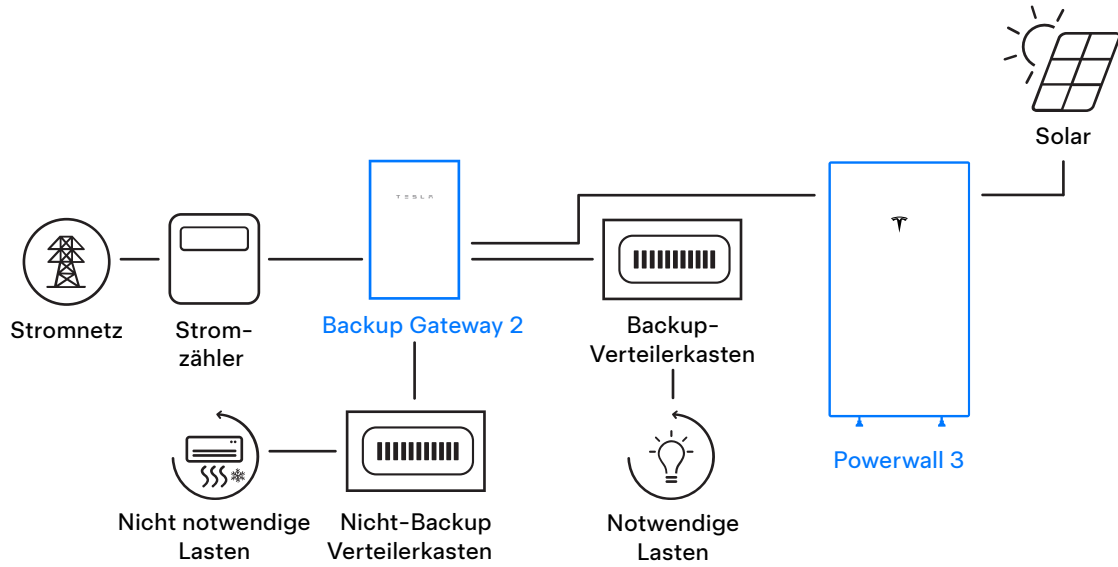 Solar
TESLA
Stromnetz
Strom-
zähler
Backup Gateway 2
Backup-
Verteilerkasten
Powerwall 3
Nicht notwendige
Lasten
Nicht-Backup
Verteilerkasten
Notwendige
Lasten